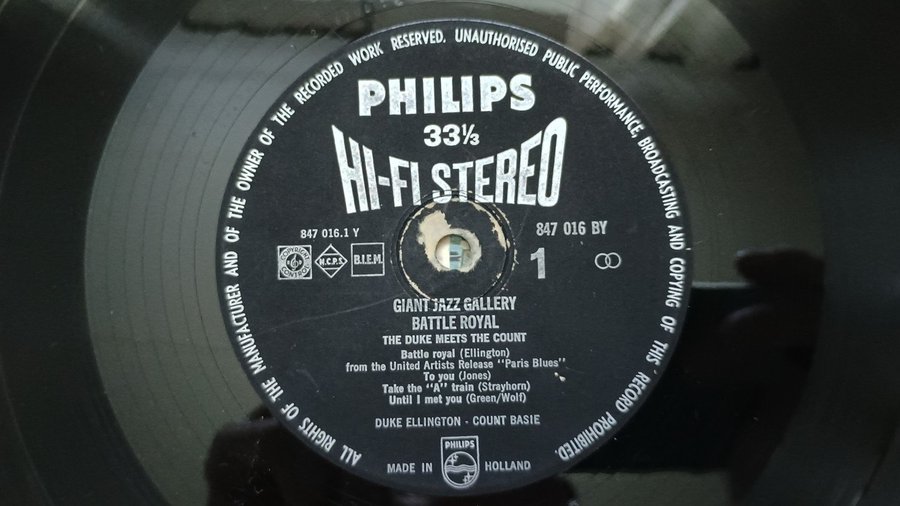 ALL RIGHTS OF THE MANUFACTURER AND OF THE OWNER OF THE RECORDED WORK RESERVED. UNAUTHORISED PUBLIC PERFORMANCE, BROADCASTING AND COPYING OF THIS RECORD PROHIBITED.
PHILIPS
33⅓
HI-FI STEREO
847 016.1 Y
847 016 BY
COPYRIGHT CONTROL
M.C.P.S.
B.I.E.M.
1
GIANT JAZZ GALLERY
BATTLE ROYAL
THE DUKE MEETS THE COUNT
Battle royal (Ellington)
from the United Artists Release "Paris Blues"
To you (Jones)
Take the "A" train (Strayhorn)
Until I met you (Green/Wolf)
DUKE ELLINGTON - COUNT BASIE
PHILIPS
MADE IN HOLLAND